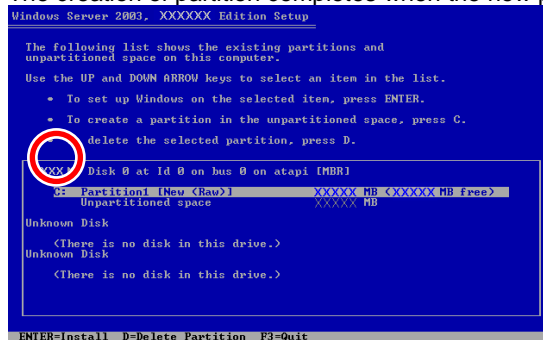 The creation of partition completes when the new p
Windows Server 2003, XXXXXX Edition Setup
The following list shows the existing partitions and
unpartitioned space on this computer.
Use the UP and DOWN ARROW keys to select an item in the list.
• To set up Windows on the selected item, press ENTER.
• To create a partition in the unpartitioned space, press C.
• delete the selected partition, press D.
XXX Disk 0 at Id 0 on bus 0 on atapi [MBR]
C: Partition1 [New (Raw)] XXXXX MB (XXXXX MB free)
Unpartitioned space XXXXX MB
Unknown Disk
(There is no disk in this drive.)
Unknown Disk
(There is no disk in this drive.)
ENTER=Install D=Delete Partition F3=Quit